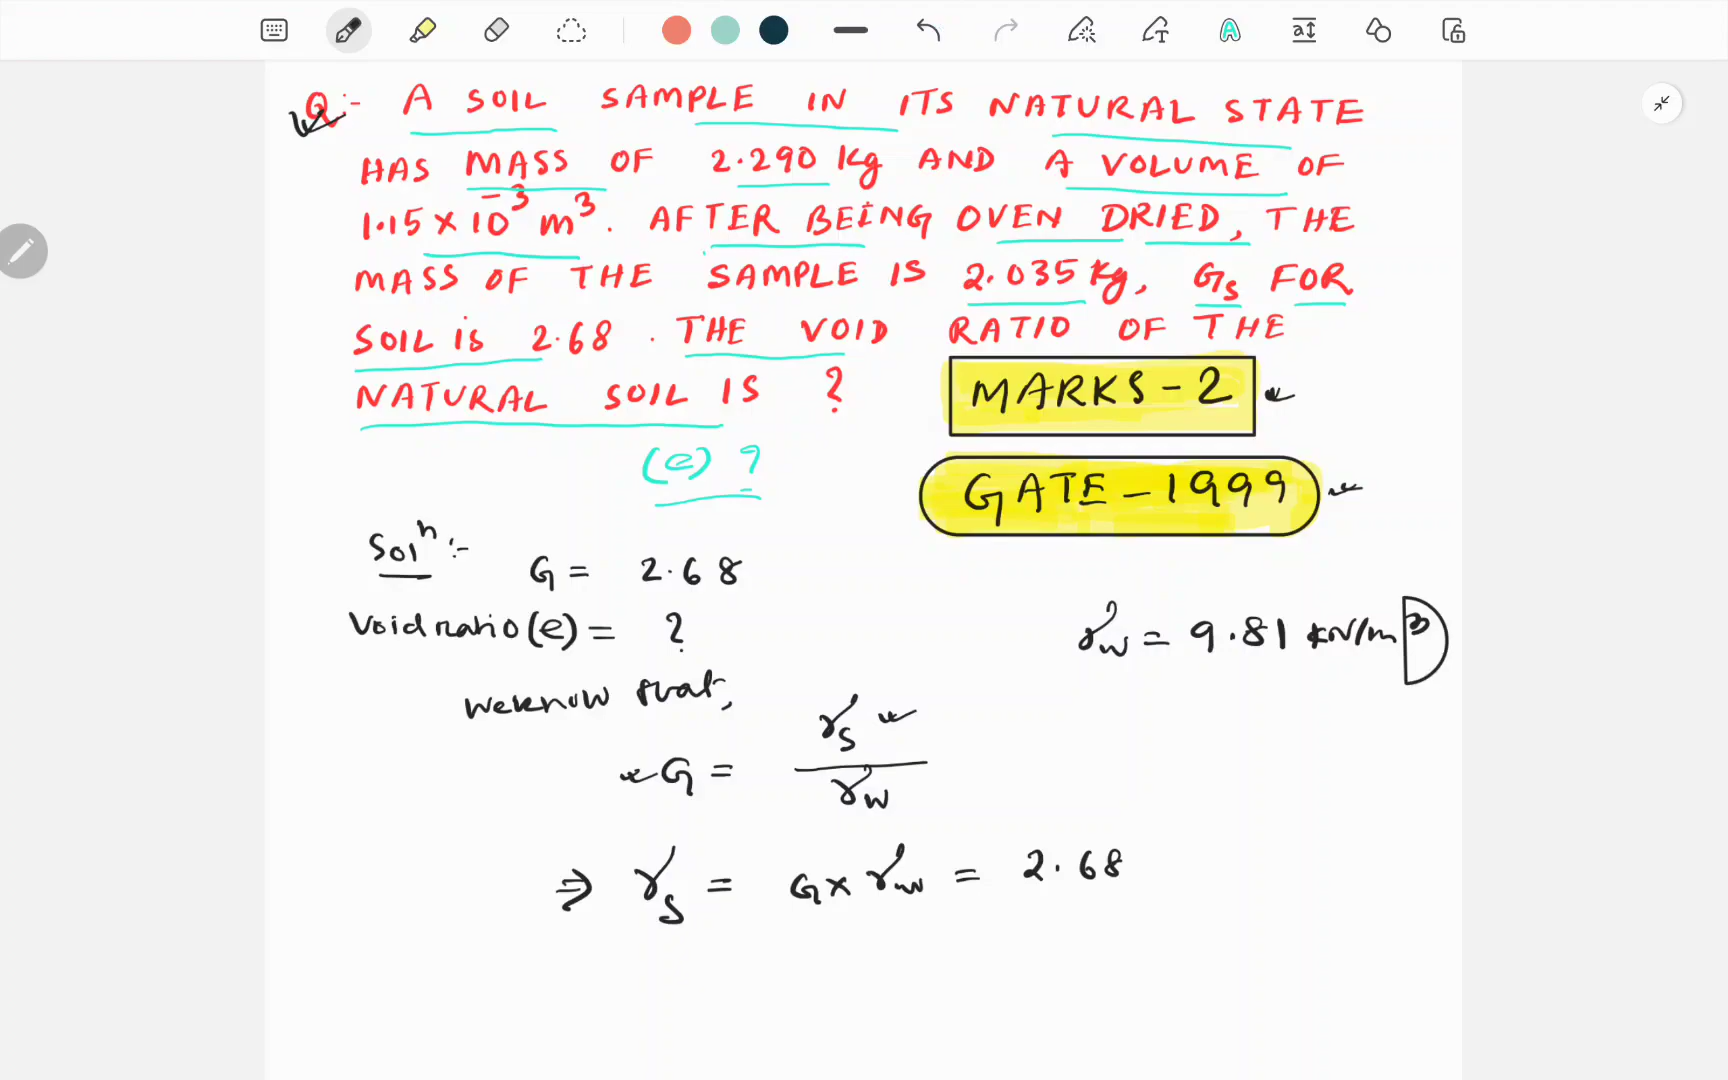 Q:- A SOIL SAMPLE IN ITS NATURAL STATE
HAS MASS OF 2.290 Kg AND A VOLUME OF
1.15 × 10⁻³ m³. AFTER BEING OVEN DRIED, THE
MASS OF THE SAMPLE IS 2.035 Kg, Gs FOR
SOIL IS 2.68. THE VOID RATIO OF THE
NATURAL SOIL IS ?
MARKS - 2
(e) ?
GATE - 1999
Solⁿ :-
G = 2.68
Void ratio (e) = ?
γw = 9.81 kN/m³
We know that,
G = γs / γw
⇒ γs = G × γw = 2.68